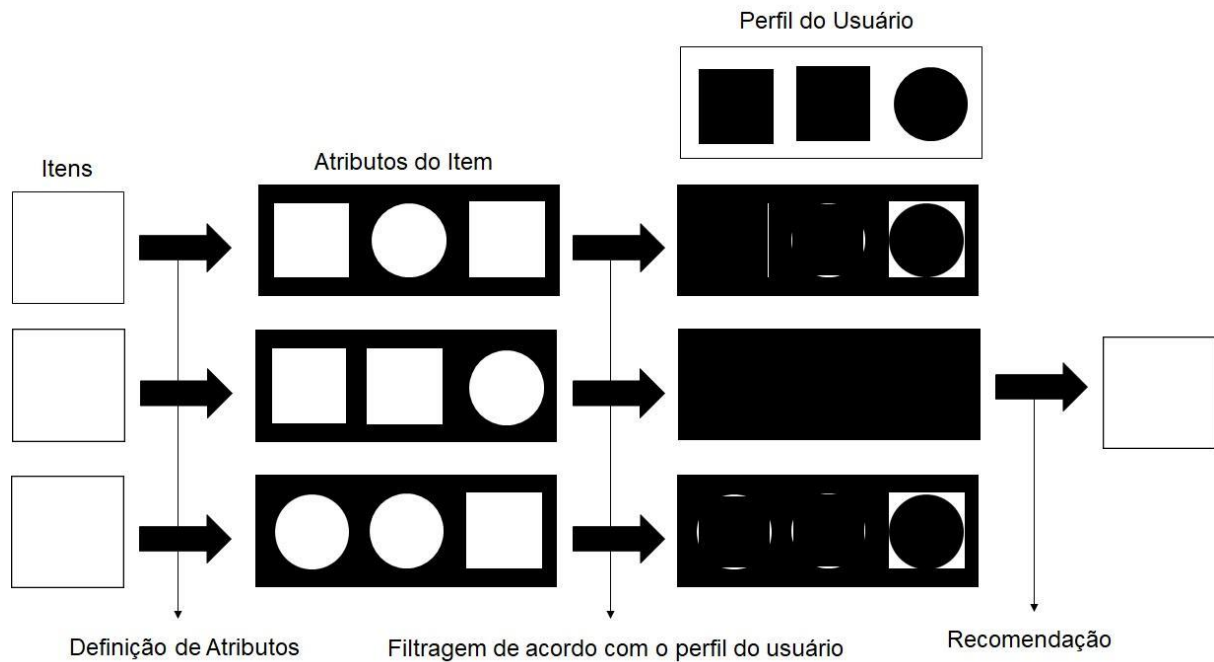 Perfil do Usuário
Itens
Atributos do Item
Definição de Atributos
Filtragem de acordo com o perfil do usuário
Recomendação